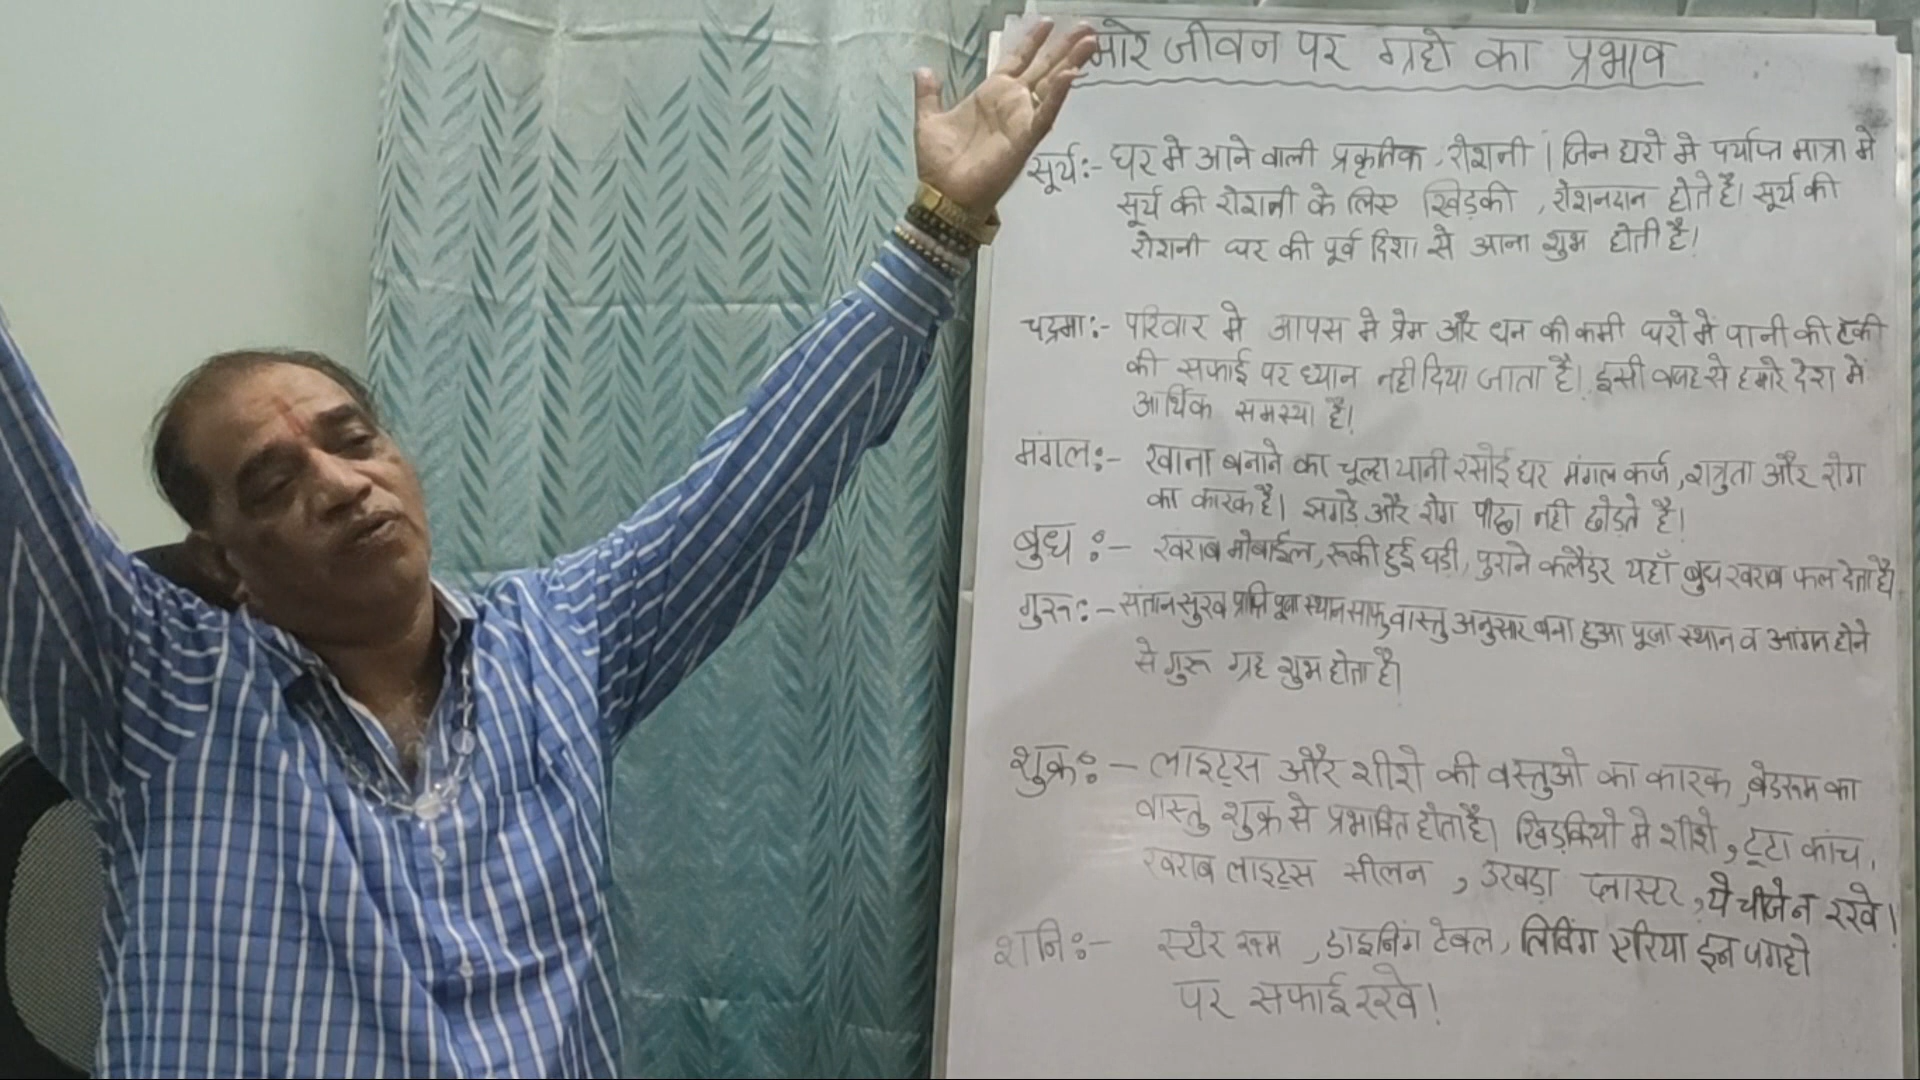 मारे जीवन पर ग्रहो का प्रभाव
सूर्य:- घर मे आने वाली प्रकृतिक, रोशनी । जिन घरो मे पर्याप्त मात्रा मे
सूर्य की रोशनी के लिए खिड़की , रोशनदान होते है। सूर्य की
रोशनी घर की पूर्व दिशा से आना शुभ होती है।
चद्रमा:- परिवार मे आपस मे प्रेम और धन की कमी घरो मे पानी की टंकी
की सफाई पर ध्यान नही दिया जाता है। इसी वजह से हमारे देश में
आर्थिक समस्या है।
मंगल:- खाना बनाने का चूल्हा यानी रसोई घर मंगल कर्ज, शत्रुता और रोग
का कारक है। झगड़े और रोग पीछा नही छोड़ते है।
बुध :- खराब मोबाईल, रूकी हुई घड़ी, पुराने कलैंडर यहाँ बुध खराब फल देता है।
गुरू:- संतान सुख प्राप्ति पूजा स्थान साफ, वास्तु अनुसार बना हुआ पूजा स्थान व आंगन होने
से गुरू ग्रह शुभ होता है।
शुक्र:- लाइट्स और शीशे की वस्तुओ का कारक, बेडरूम का
वास्तु शुक्र से प्रभावित होता है। खिड़कियो मे शीशे, टूटा कांच,
खराब लाइट्स सीलन , उखड़ा प्लास्टर, ये चीजे न रखे।
शनि:- स्टोर रूम , डाइनिंग टेबल, लिविंग एरिया इन जगहो
पर सफाई रखे!